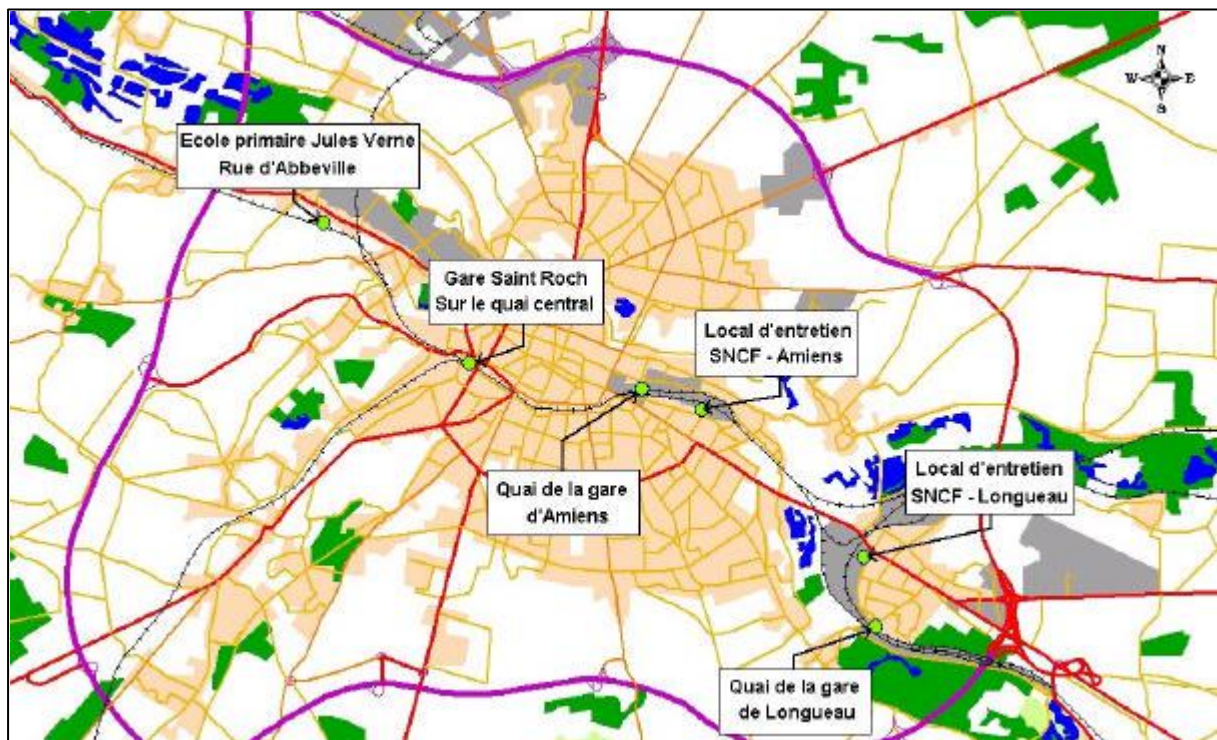 N
W E
S
Ecole primaire Jules Verne
Rue d'Abbeville
Gare Saint Roch
Sur le quai central
Local d'entretien
SNCF - Amiens
Local d'entretien
SNCF - Longueau
Quai de la gare
d'Amiens
Quai de la gare
de Longueau